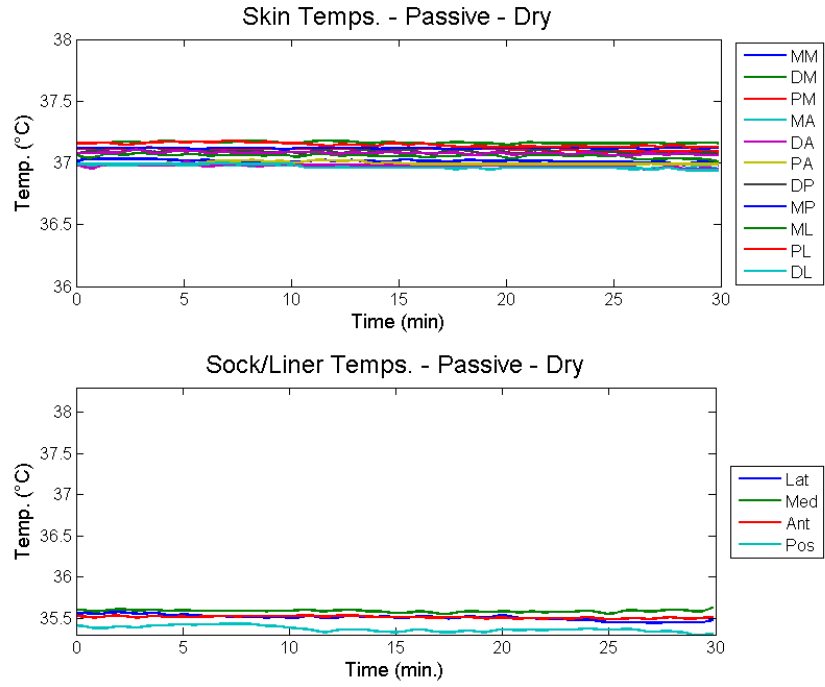 Skin Temps. - Passive - Dry
Temp. (°C)
38
37.5
37
36.5
36
0 5 10 15 20 25 30
Time (min)
MM
DM
PM
MA
DA
PA
DP
MP
ML
PL
DL
Sock/Liner Temps. - Passive - Dry
Temp. (°C)
38
37.5
37
36.5
36
35.5
0 5 10 15 20 25 30
Time (min.)
Lat
Med
Ant
Pos